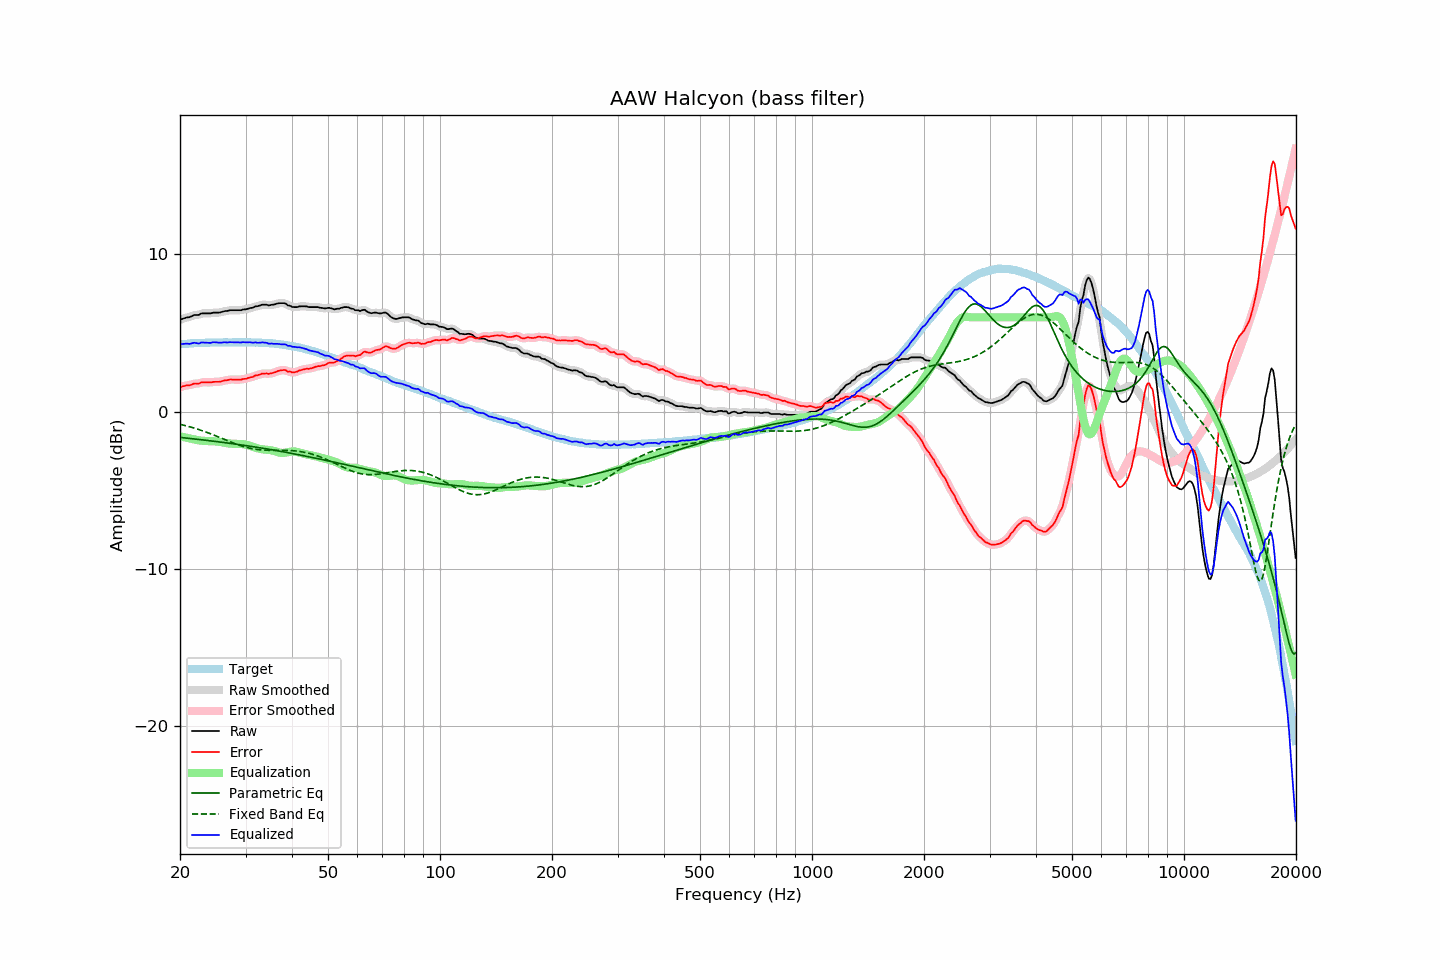 AAW Halcyon (bass filter)
Amplitude (dBr)
10
0
−10
−20
Target
Raw Smoothed
Error Smoothed
Raw
Error
Equalization
Parametric Eq
Fixed Band Eq
Equalized
20 50 100 200 500 1000 2000 5000 10000 20000
Frequency (Hz)